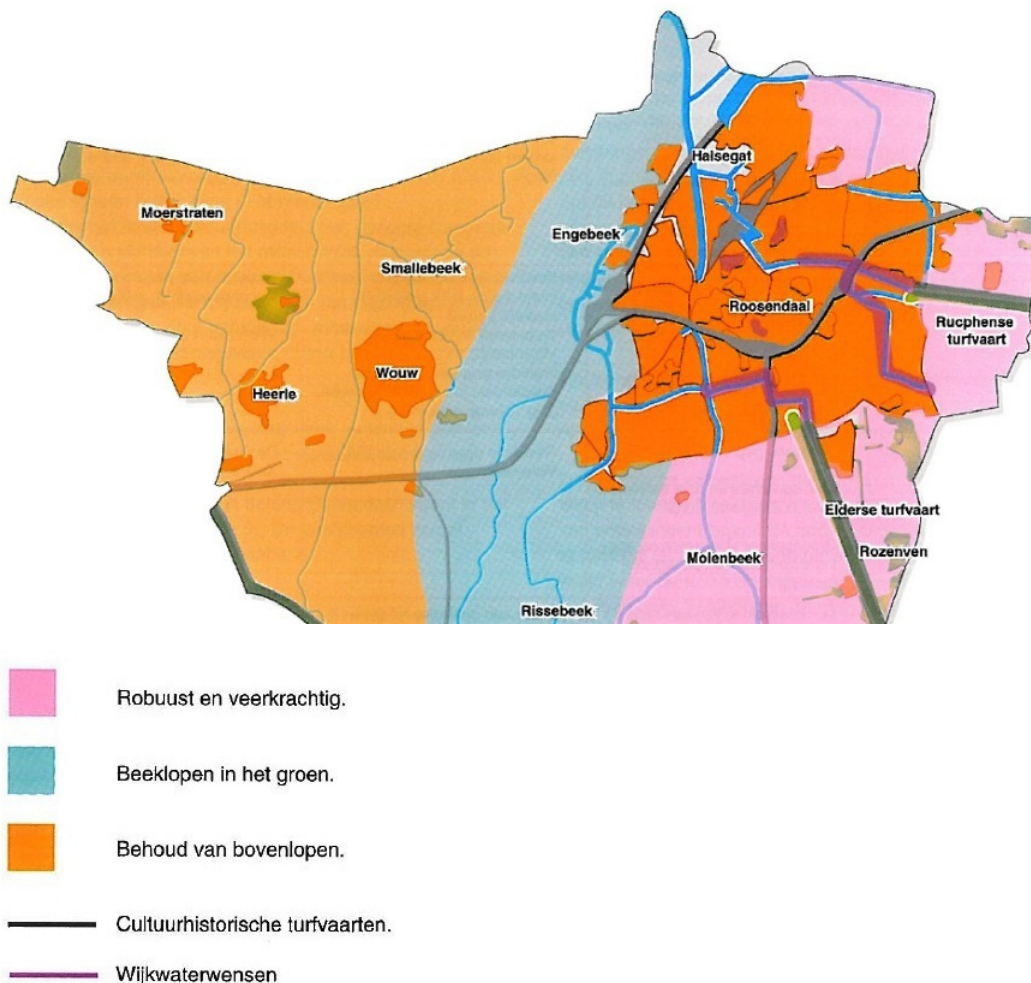 Halsegat
Moerstraten
Engebeek
Smallebeek
Roosendaal
Rucphense
turfvaart
Wouw
Heerle
Elderse turfvaart
Rozenven
Molenbeek
Rissebeek
Robuust en veerkrachtig.
Beeklopen in het groen.
Behoud van bovenlopen.
Cultuurhistorische turfvaarten.
Wijkwaterwensen